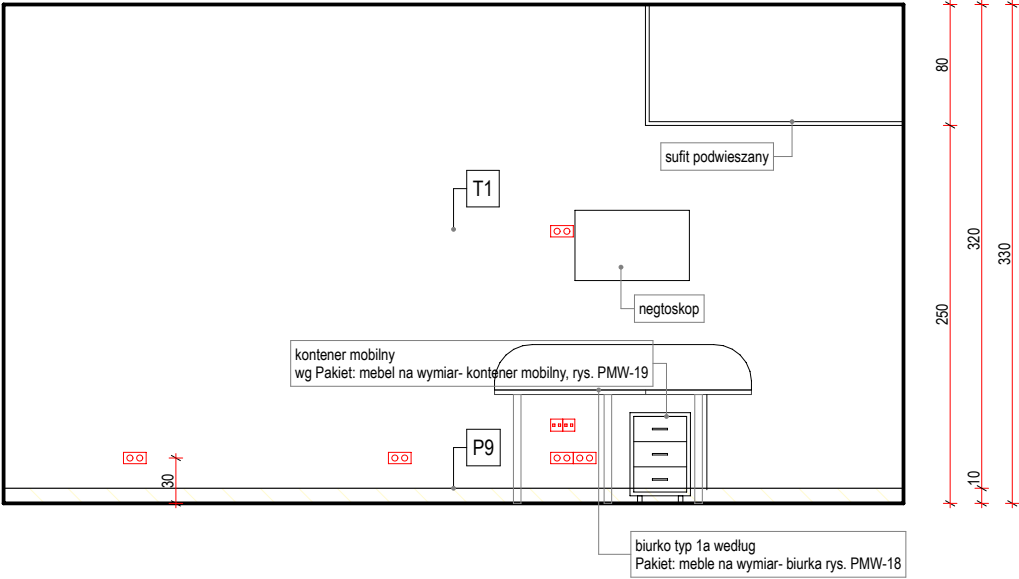 80
sufit podwieszany
T1
320
330
negtoskop
250
kontener mobilny
wg Pakiet: mebel na wymiar- kontener mobilny, rys. PMW-19
P9
30
10
biurko typ 1a według
Pakiet: meble na wymiar- biurka rys. PMW-18